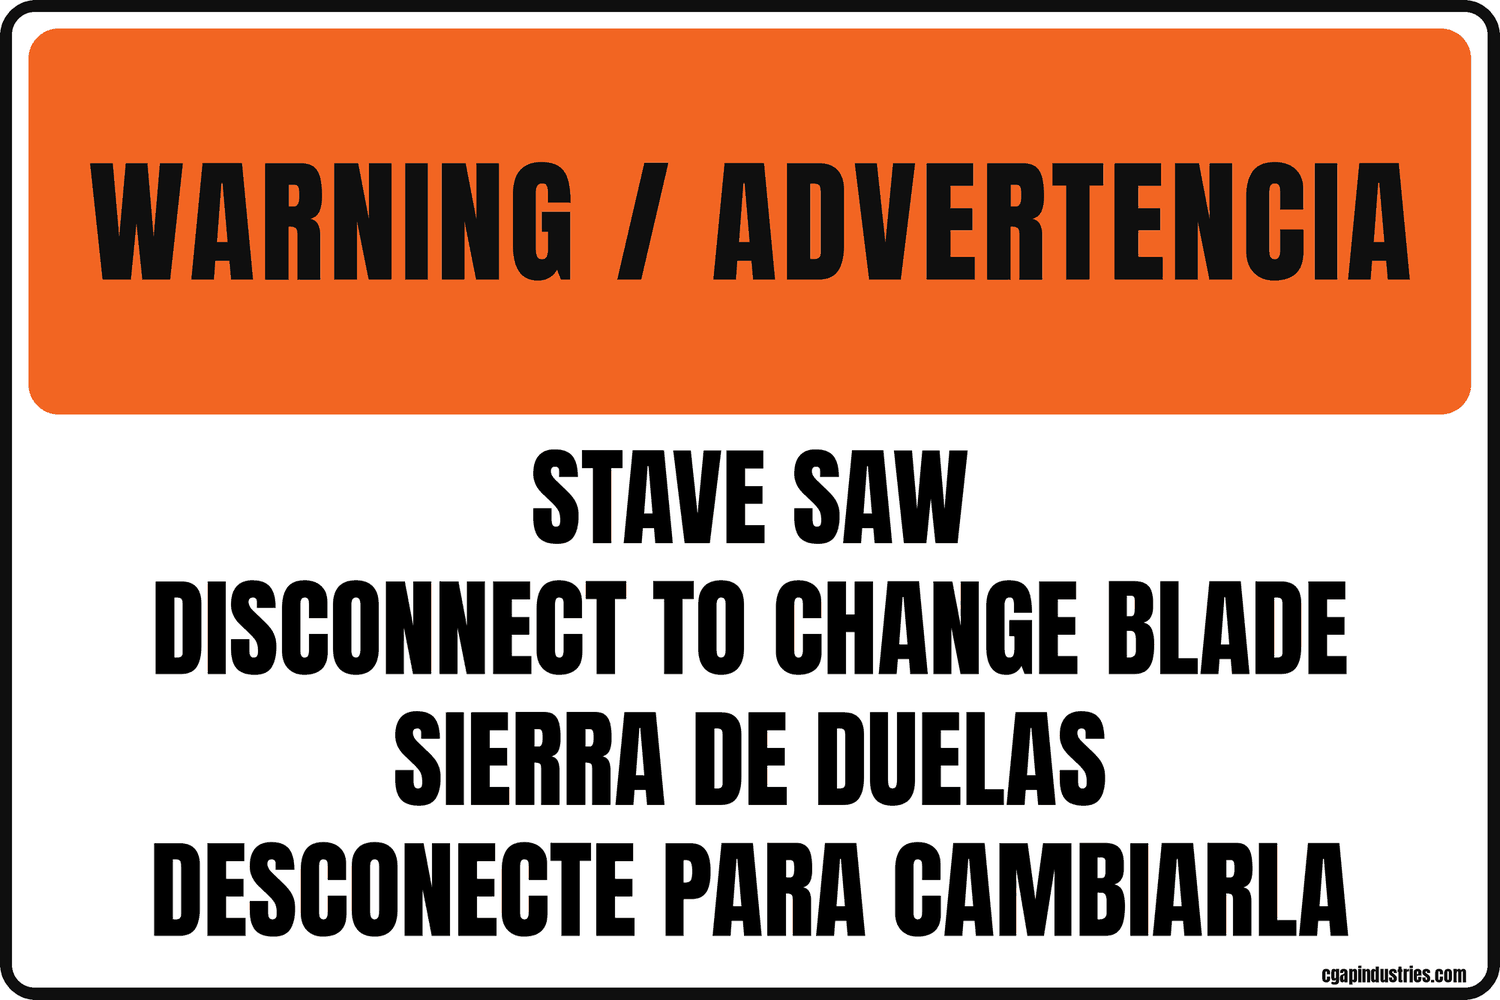 WARNING / ADVERTENCIA
STAVE SAW
DISCONNECT TO CHANGE BLADE
SIERRA DE DUELAS
DESCONECTE PARA CAMBIARLA
cgapindustries.com